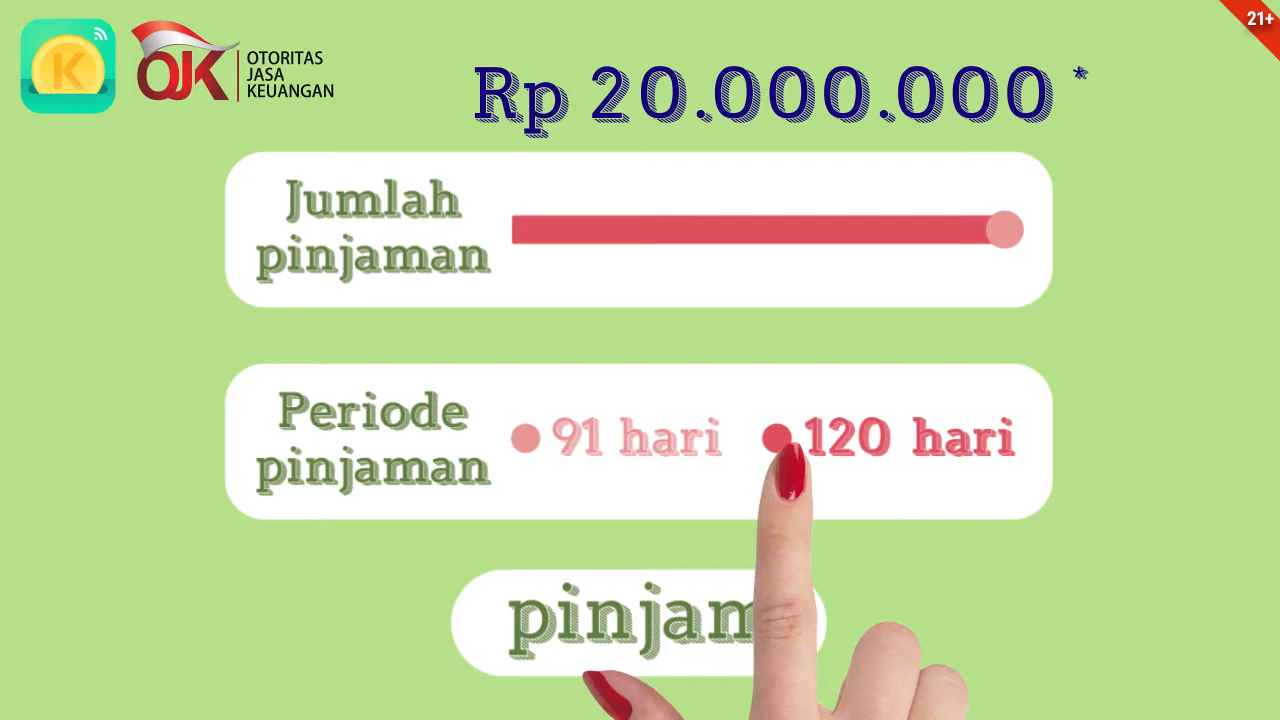 K
OJK
OTORITAS
JASA
KEUANGAN
21+
Rp 20.000.000 *
Jumlah
pinjaman
Periode
pinjaman
91 hari
120 hari
pinjam